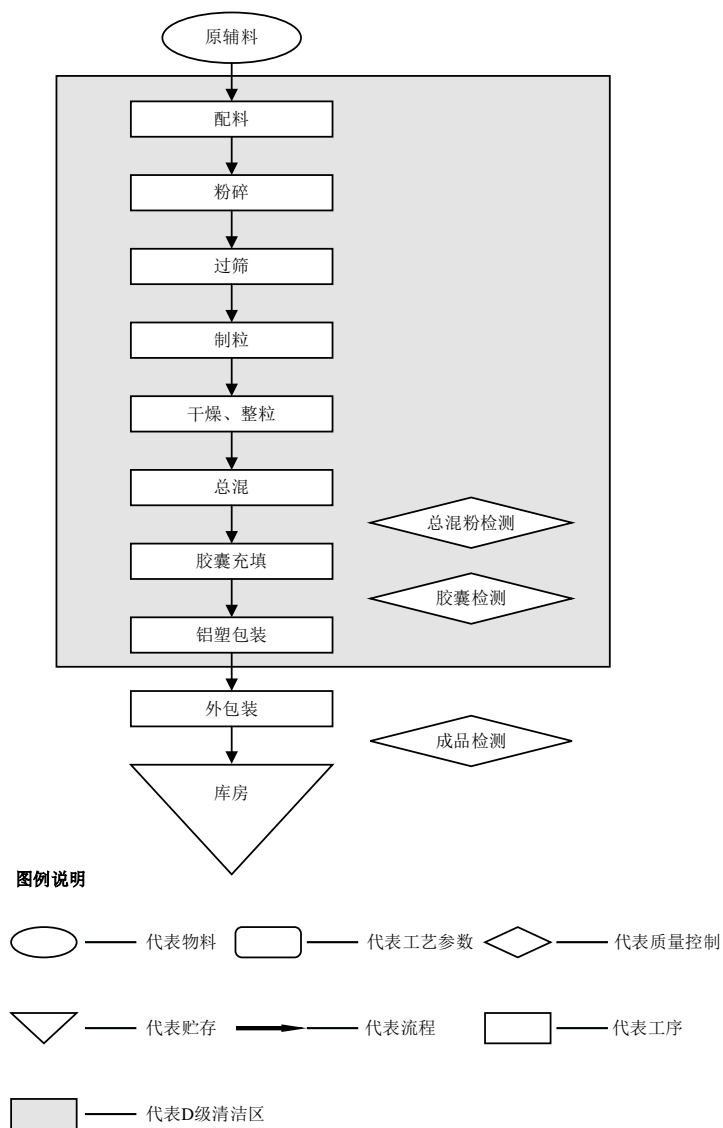 原辅料
配料
粉碎
过筛
制粒
干燥、整粒
总混
总混粉检测
胶囊充填
胶囊检测
铝塑包装
外包装
成品检测
库房
图例说明
代表物料
代表工艺参数
代表质量控制
代表贮存
代表流程
代表工序
代表D级清洁区